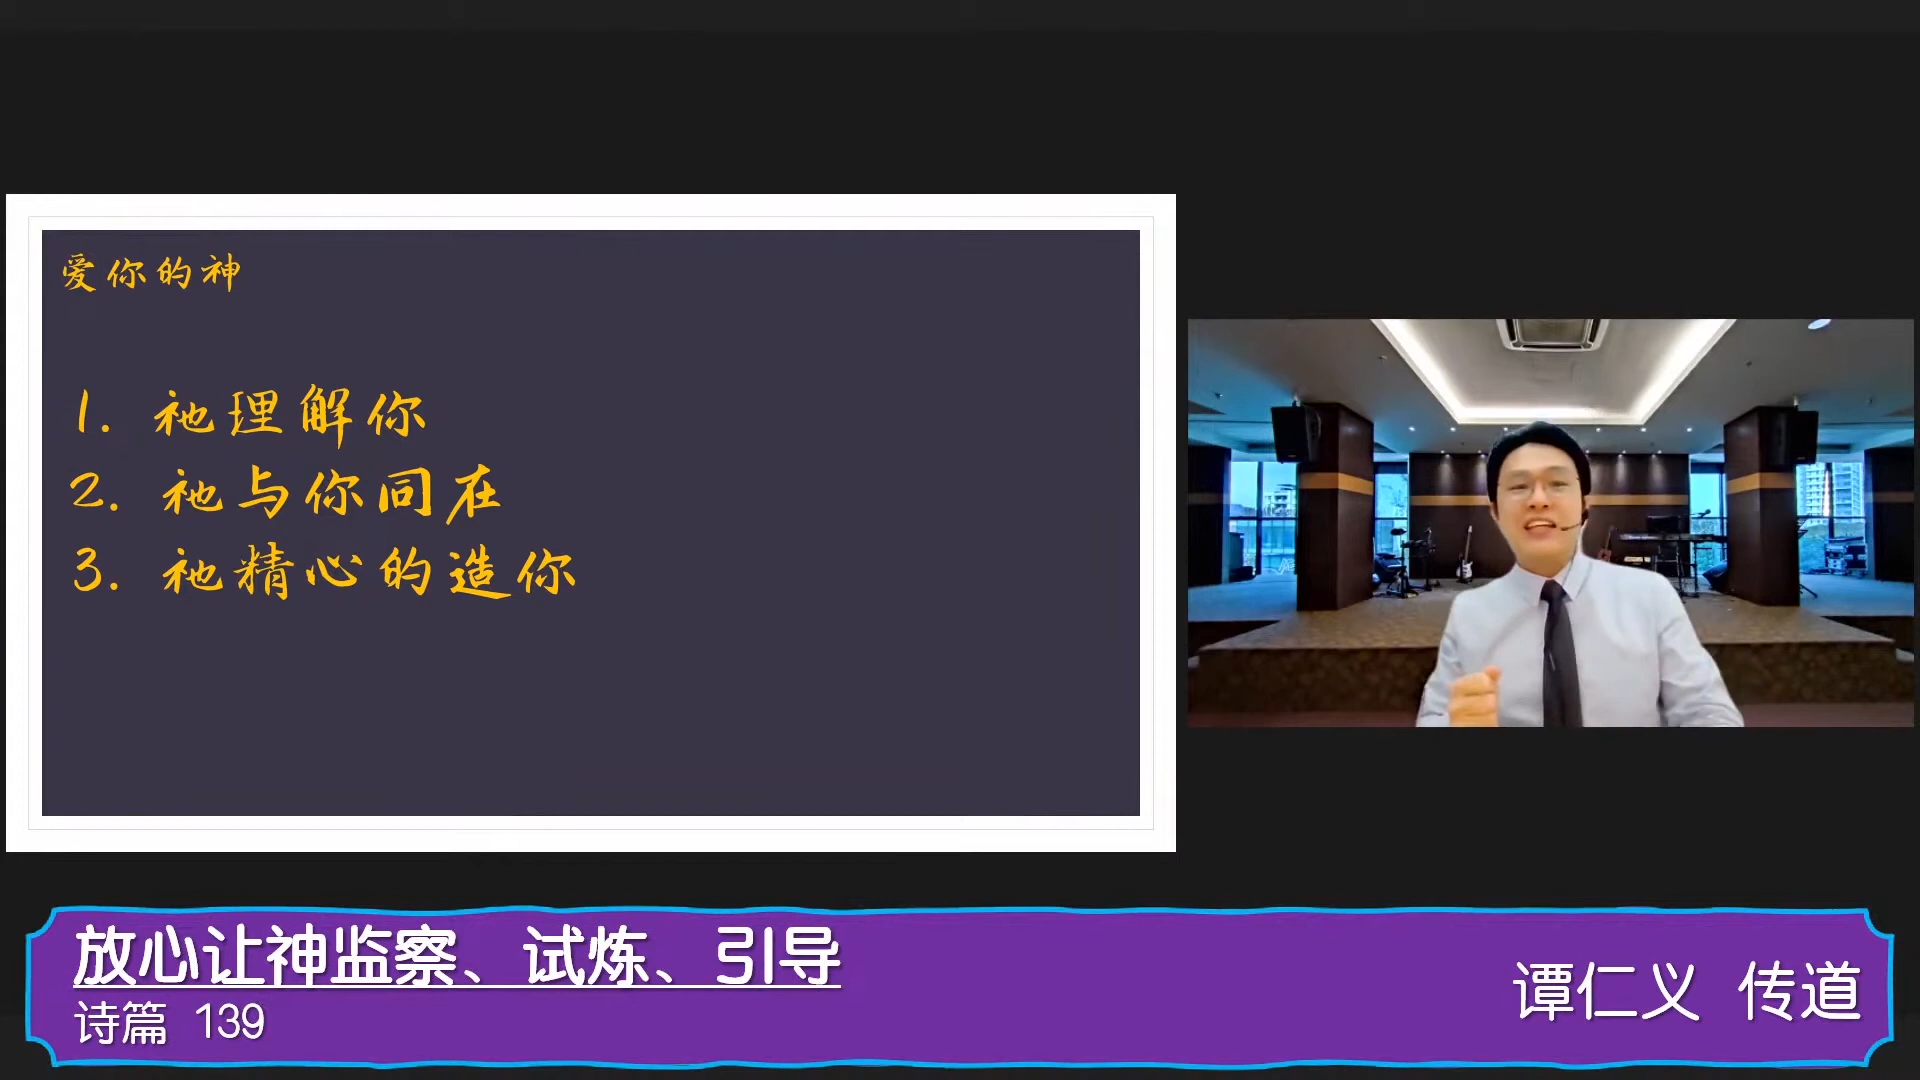 爱你的神
1. 祂理解你
2. 祂与你同在
3. 祂精心的造你
放心让神监察、试炼、引导
诗篇 139
谭仁义 传道